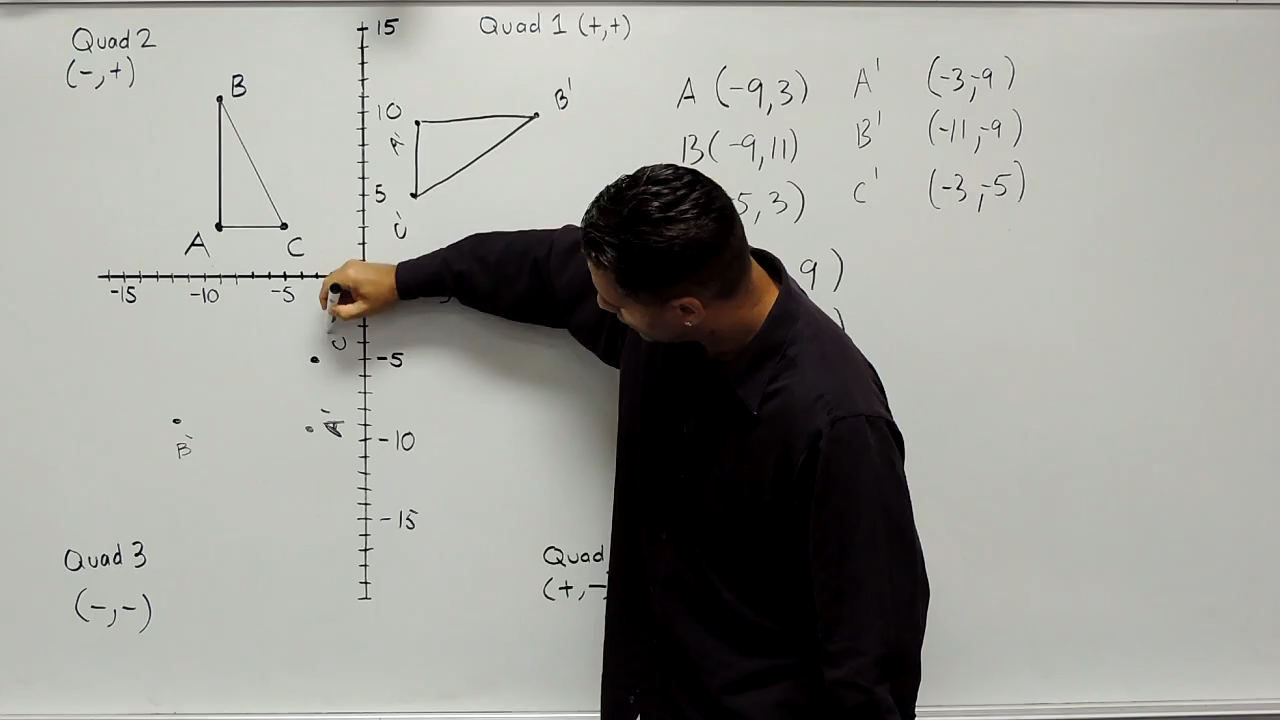 Quad 2
(-,+)
Quad 1 (+,+)
15
10
5
-15
-10
-5
-5
-10
-15
B
A
C
A'
B'
C'
B'
A'
C'
Quad 3
(-,-)
Quad
(+,-
A (-9,3) A' (-3,-9)
B (-9,11) B' (-11,-9)
-5,3) C' (-3,-5)
9)
)